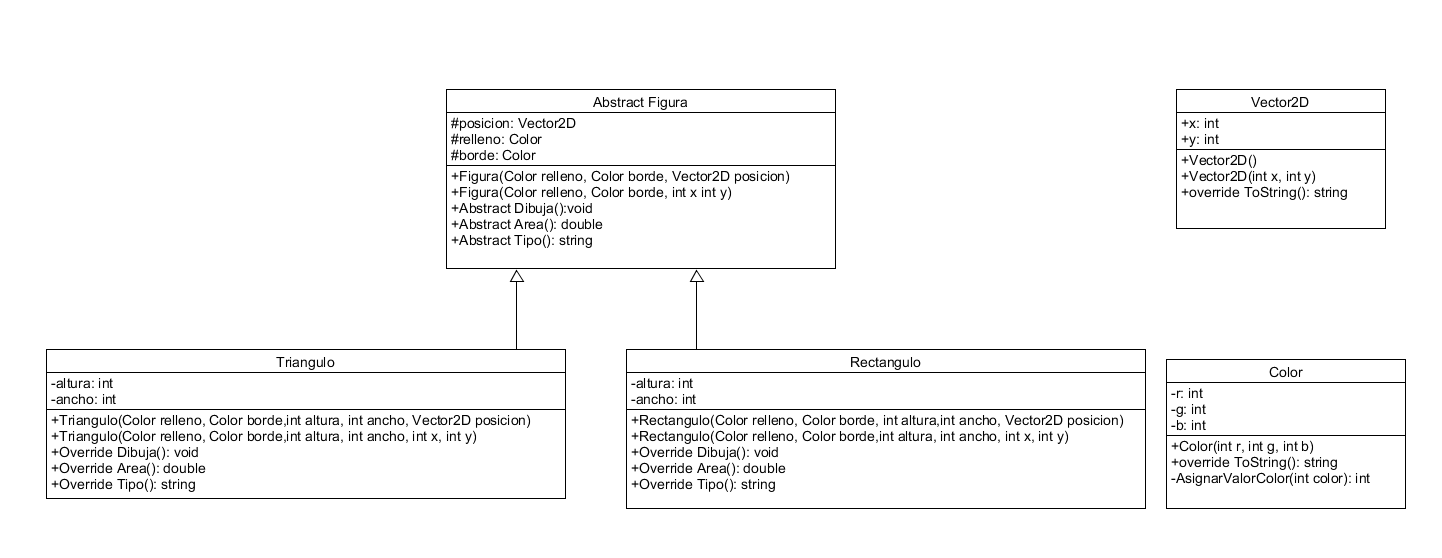 Abstract Figura
#posicion: Vector2D
#relleno: Color
#borde: Color
+Figura(Color relleno, Color borde, Vector2D posicion)
+Figura(Color relleno, Color borde, int x int y)
+Abstract Dibuja():void
+Abstract Area(): double
+Abstract Tipo(): string
Vector2D
+x: int
+y: int
+Vector2D()
+Vector2D(int x, int y)
+override ToString(): string
Triangulo
-altura: int
-ancho: int
+Triangulo(Color relleno, Color borde,int altura, int ancho, Vector2D posicion)
+Triangulo(Color relleno, Color borde,int altura, int ancho, int x, int y)
+Override Dibuja(): void
+Override Area(): double
+Override Tipo(): string
Rectangulo
-altura: int
-ancho: int
+Rectangulo(Color relleno, Color borde, int altura,int ancho, Vector2D posicion)
+Rectangulo(Color relleno, Color borde,int altura, int ancho, int x, int y)
+Override Dibuja(): void
+Override Area(): double
+Override Tipo(): string
Color
-r: int
-g: int
-b: int
+Color(int r, int g, int b)
+override ToString(): string
-AsignarValorColor(int color): int